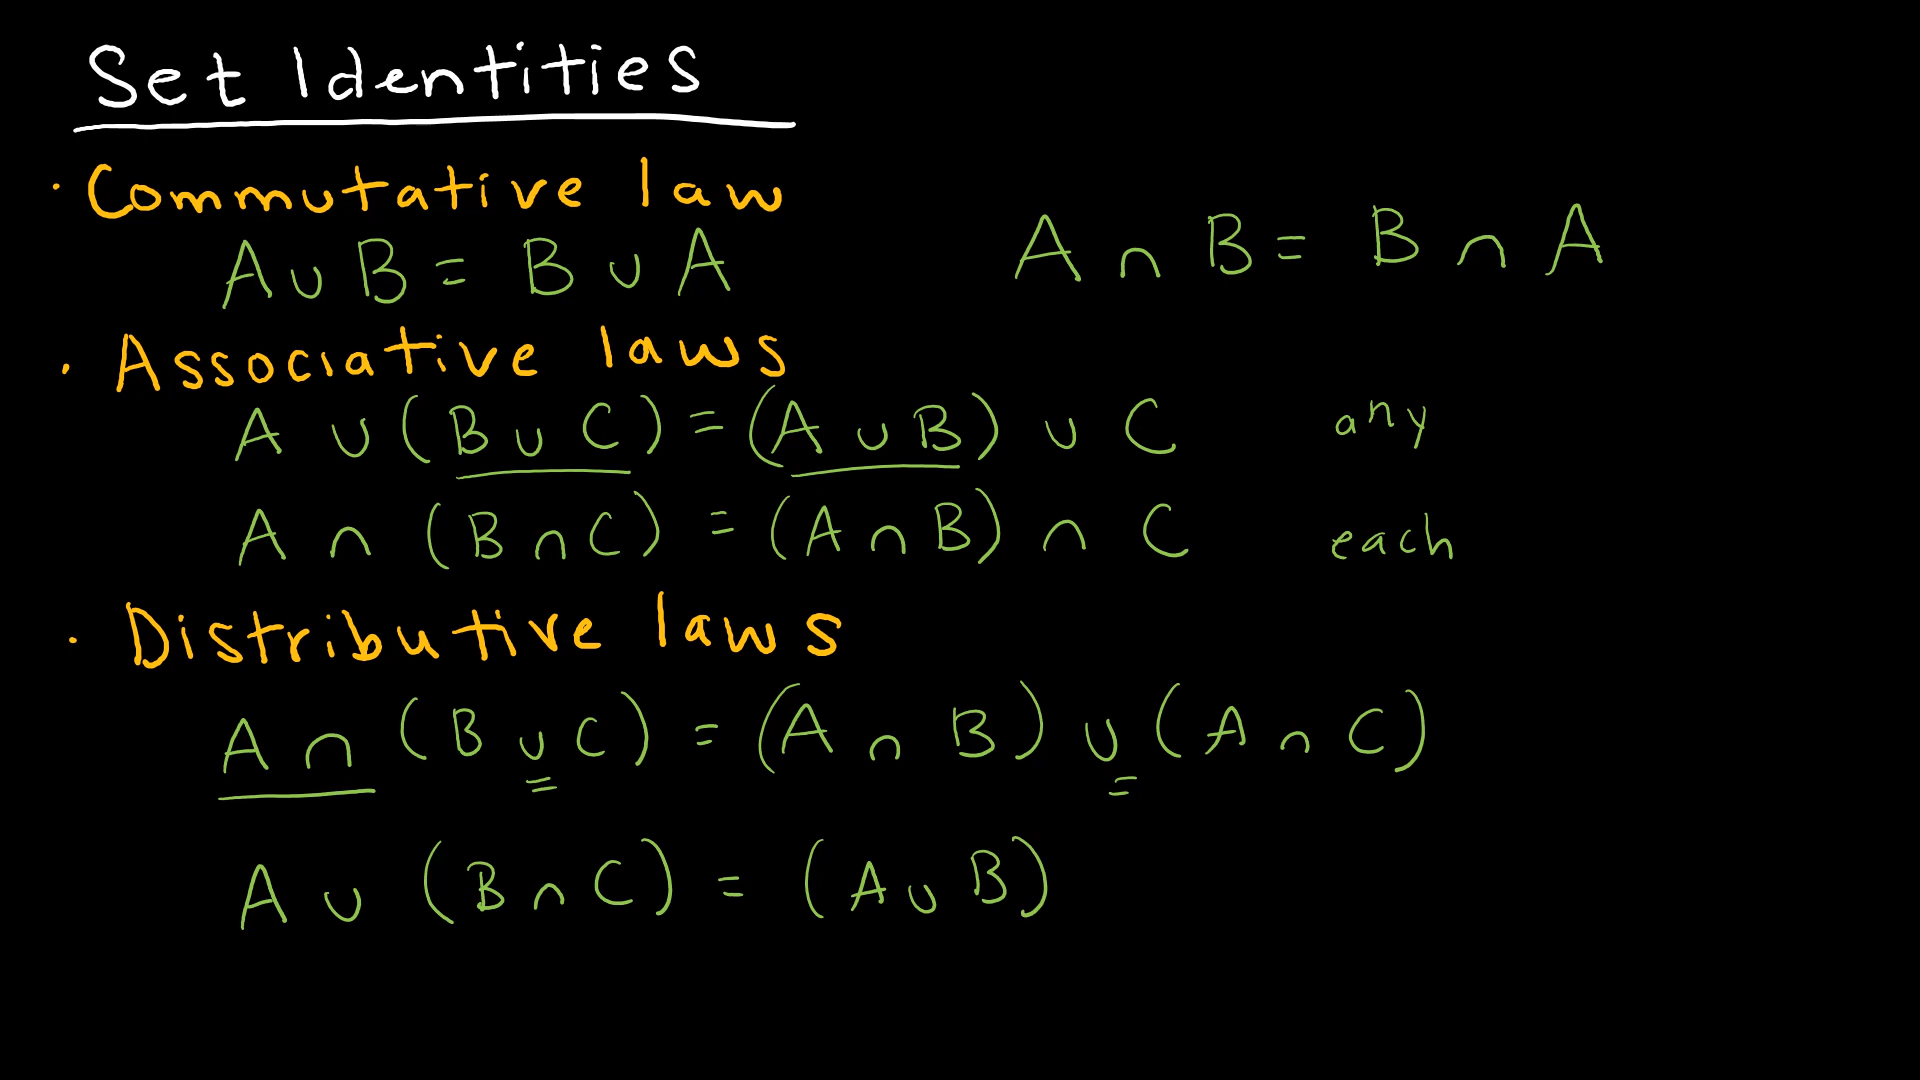 Set Identities
· Commutative law
A ∪ B = B ∪ A A ∩ B = B ∩ A
· Associative laws
A ∪ (B ∪ C) = (A ∪ B) ∪ C any
A ∩ (B ∩ C) = (A ∩ B) ∩ C each
· Distributive laws
A ∩ (B ∪ C) = (A ∩ B) ∪ (A ∩ C)
A ∪ (B ∩ C) = (A ∪ B)